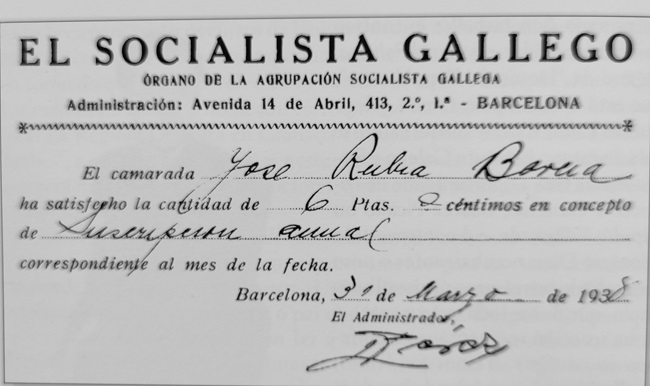 EL SOCIALISTA GALLEGO
ÓRGANO DE LA AGRUPACIÓN SOCIALISTA GALLEGA
Administración: Avenida 14 de Abril, 413, 2.º, 1.ª - BARCELONA
El camarada Jose Rubia Barcia
ha satisfecho la cantidad de 6 Ptas. céntimos en concepto
de Suscripcion anual
correspondiente al mes de la fecha.
Barcelona, 30 de Marzo de 1938
El Administrador,